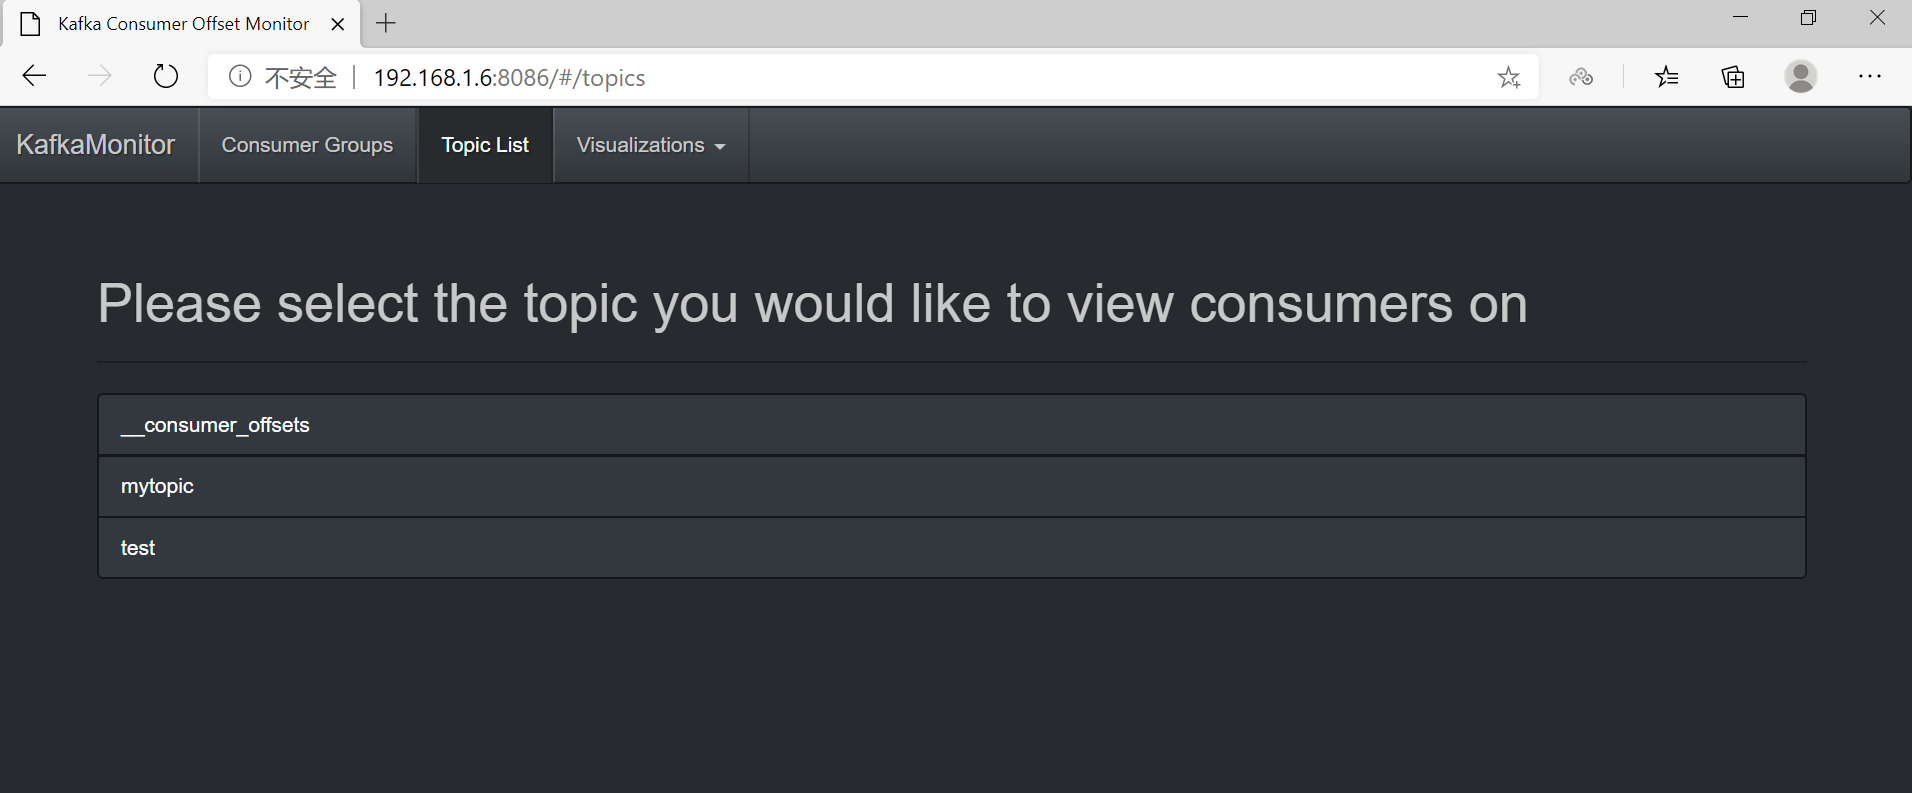 Kafka Consumer Offset Monitor
不安全 192.168.1.6:8086/#/topics
KafkaMonitor Consumer Groups Topic List Visualizations
Please select the topic you would like to view consumers on
__consumer_offsets
mytopic
test